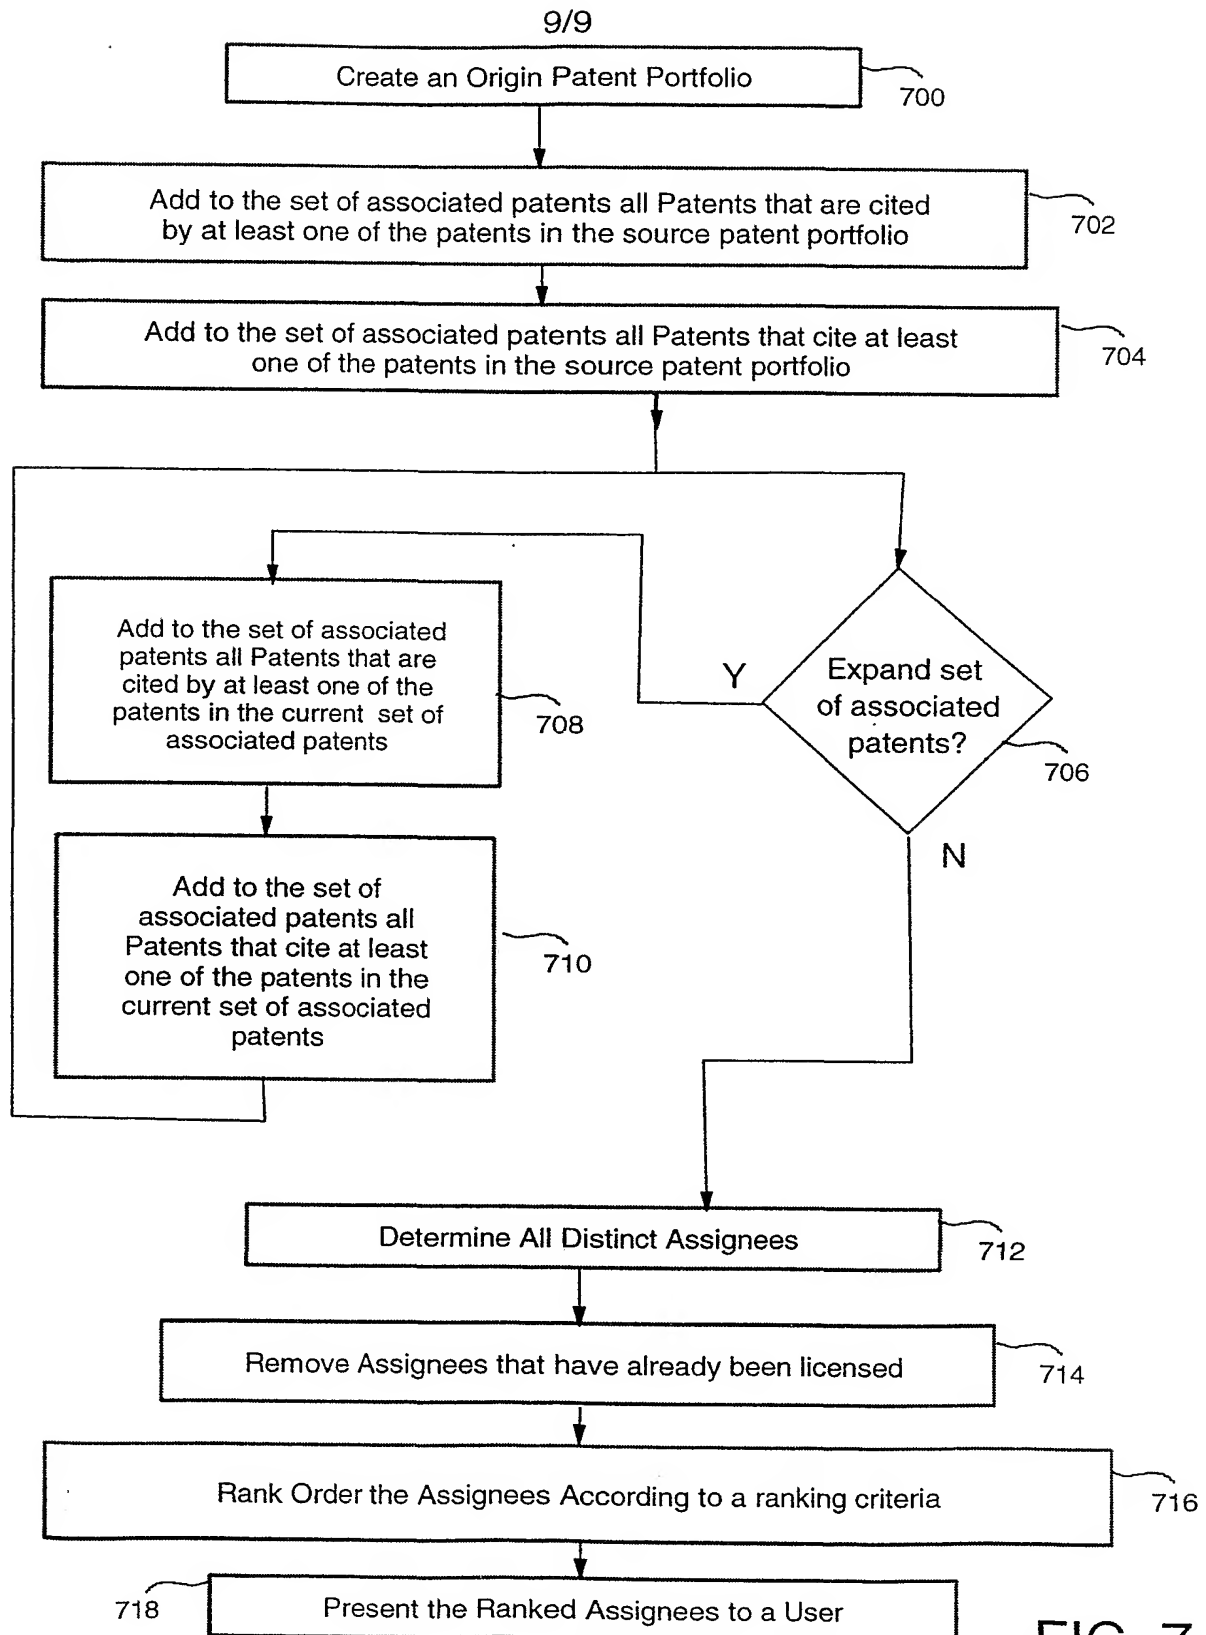 9/9
Create an Origin Patent Portfolio
700
Add to the set of associated patents all Patents that are cited
by at least one of the patents in the source patent portfolio
702
Add to the set of associated patents all Patents that cite at least
one of the patents in the source patent portfolio
704
Add to the set of associated
patents all Patents that are
cited by at least one of the
patents in the current set of
associated patents
708
Y
Expand set
of associated
patents?
706
N
Add to the set of
associated patents all
Patents that cite at least
one of the patents in the
current set of associated
patents
710
Determine All Distinct Assignees
712
Remove Assignees that have already been licensed
714
Rank Order the Assignees According to a ranking criteria
716
718
Present the Ranked Assignees to a User
FIG. 7